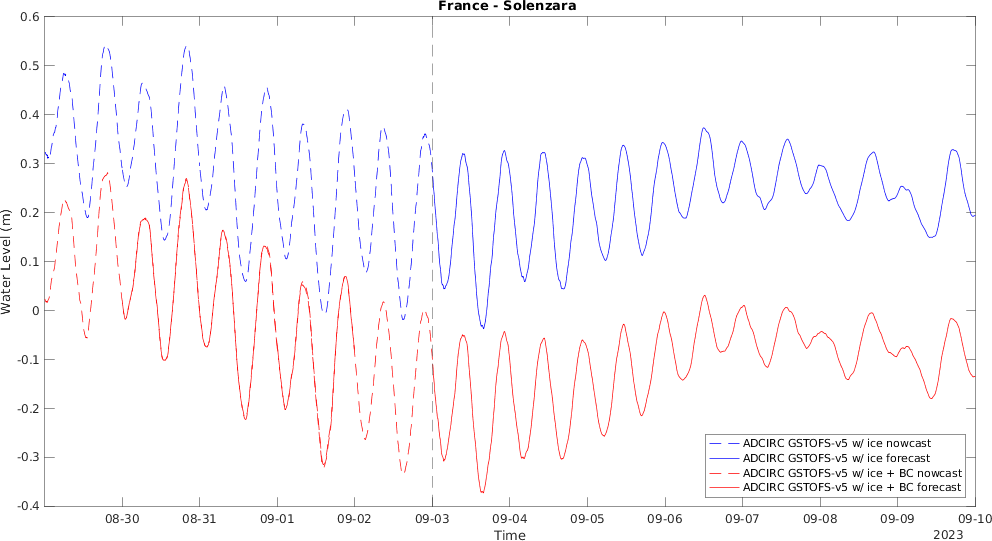 France - Solenzara
Water Level (m)
0.6
0.5
0.4
0.3
0.2
0.1
0
-0.1
-0.2
-0.3
-0.4
ADCIRC GSTOFS-v5 w/ ice nowcast
ADCIRC GSTOFS-v5 w/ ice forecast
ADCIRC GSTOFS-v5 w/ ice + BC nowcast
ADCIRC GSTOFS-v5 w/ ice + BC forecast
08-30 08-31 09-01 09-02 09-03 09-04 09-05 09-06 09-07 09-08 09-09 09-10
Time
2023